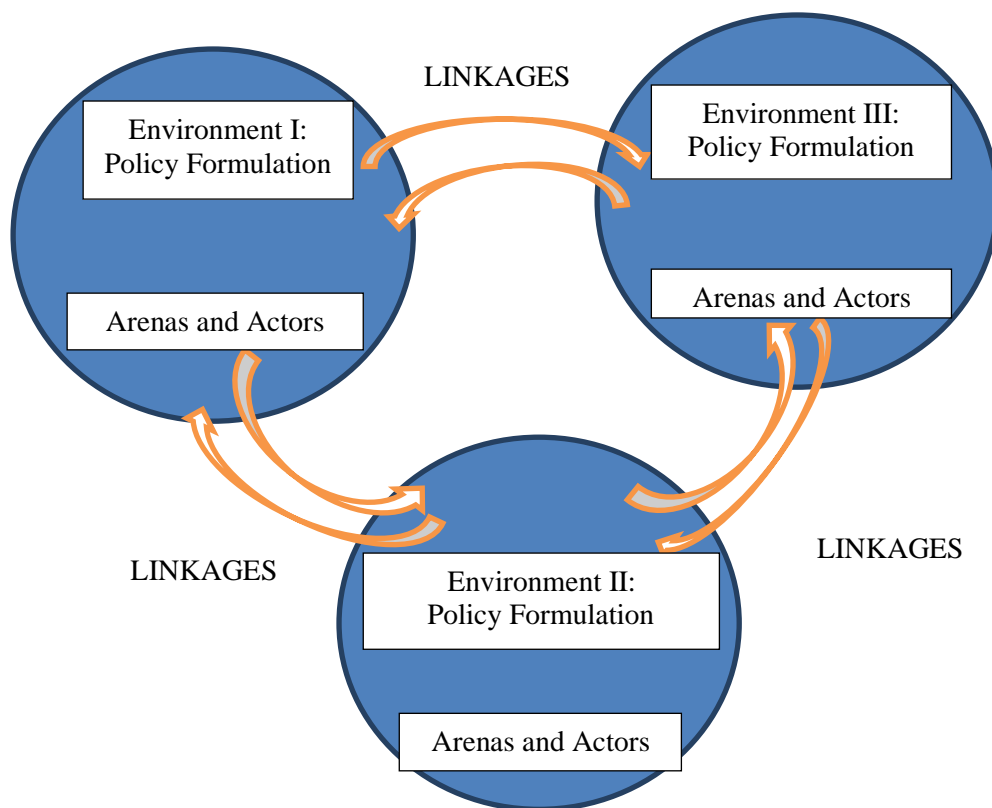 LINKAGES
Environment I:
Policy Formulation
Environment III:
Policy Formulation
Arenas and Actors
Arenas and Actors
LINKAGES
LINKAGES
Environment II:
Policy Formulation
Arenas and Actors